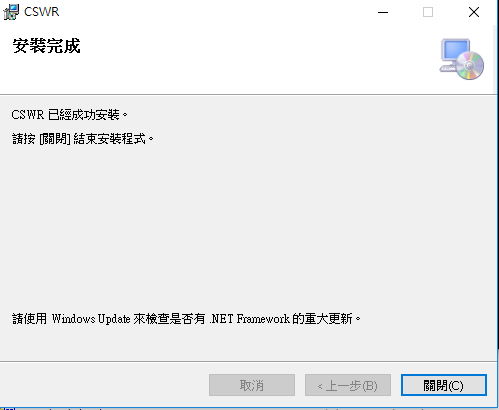 CSWR
安裝完成
CSWR 已經成功安裝。
請按 [關閉] 結束安裝程式。
請使用 Windows Update 來檢查是否有 .NET Framework 的重大更新。
取消
< 上一步(B)
關閉(C)